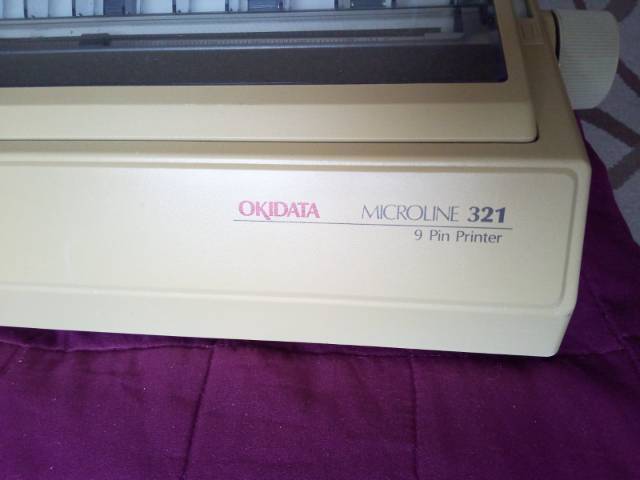 OKIDATA MICROLINE 321
9 Pin Printer